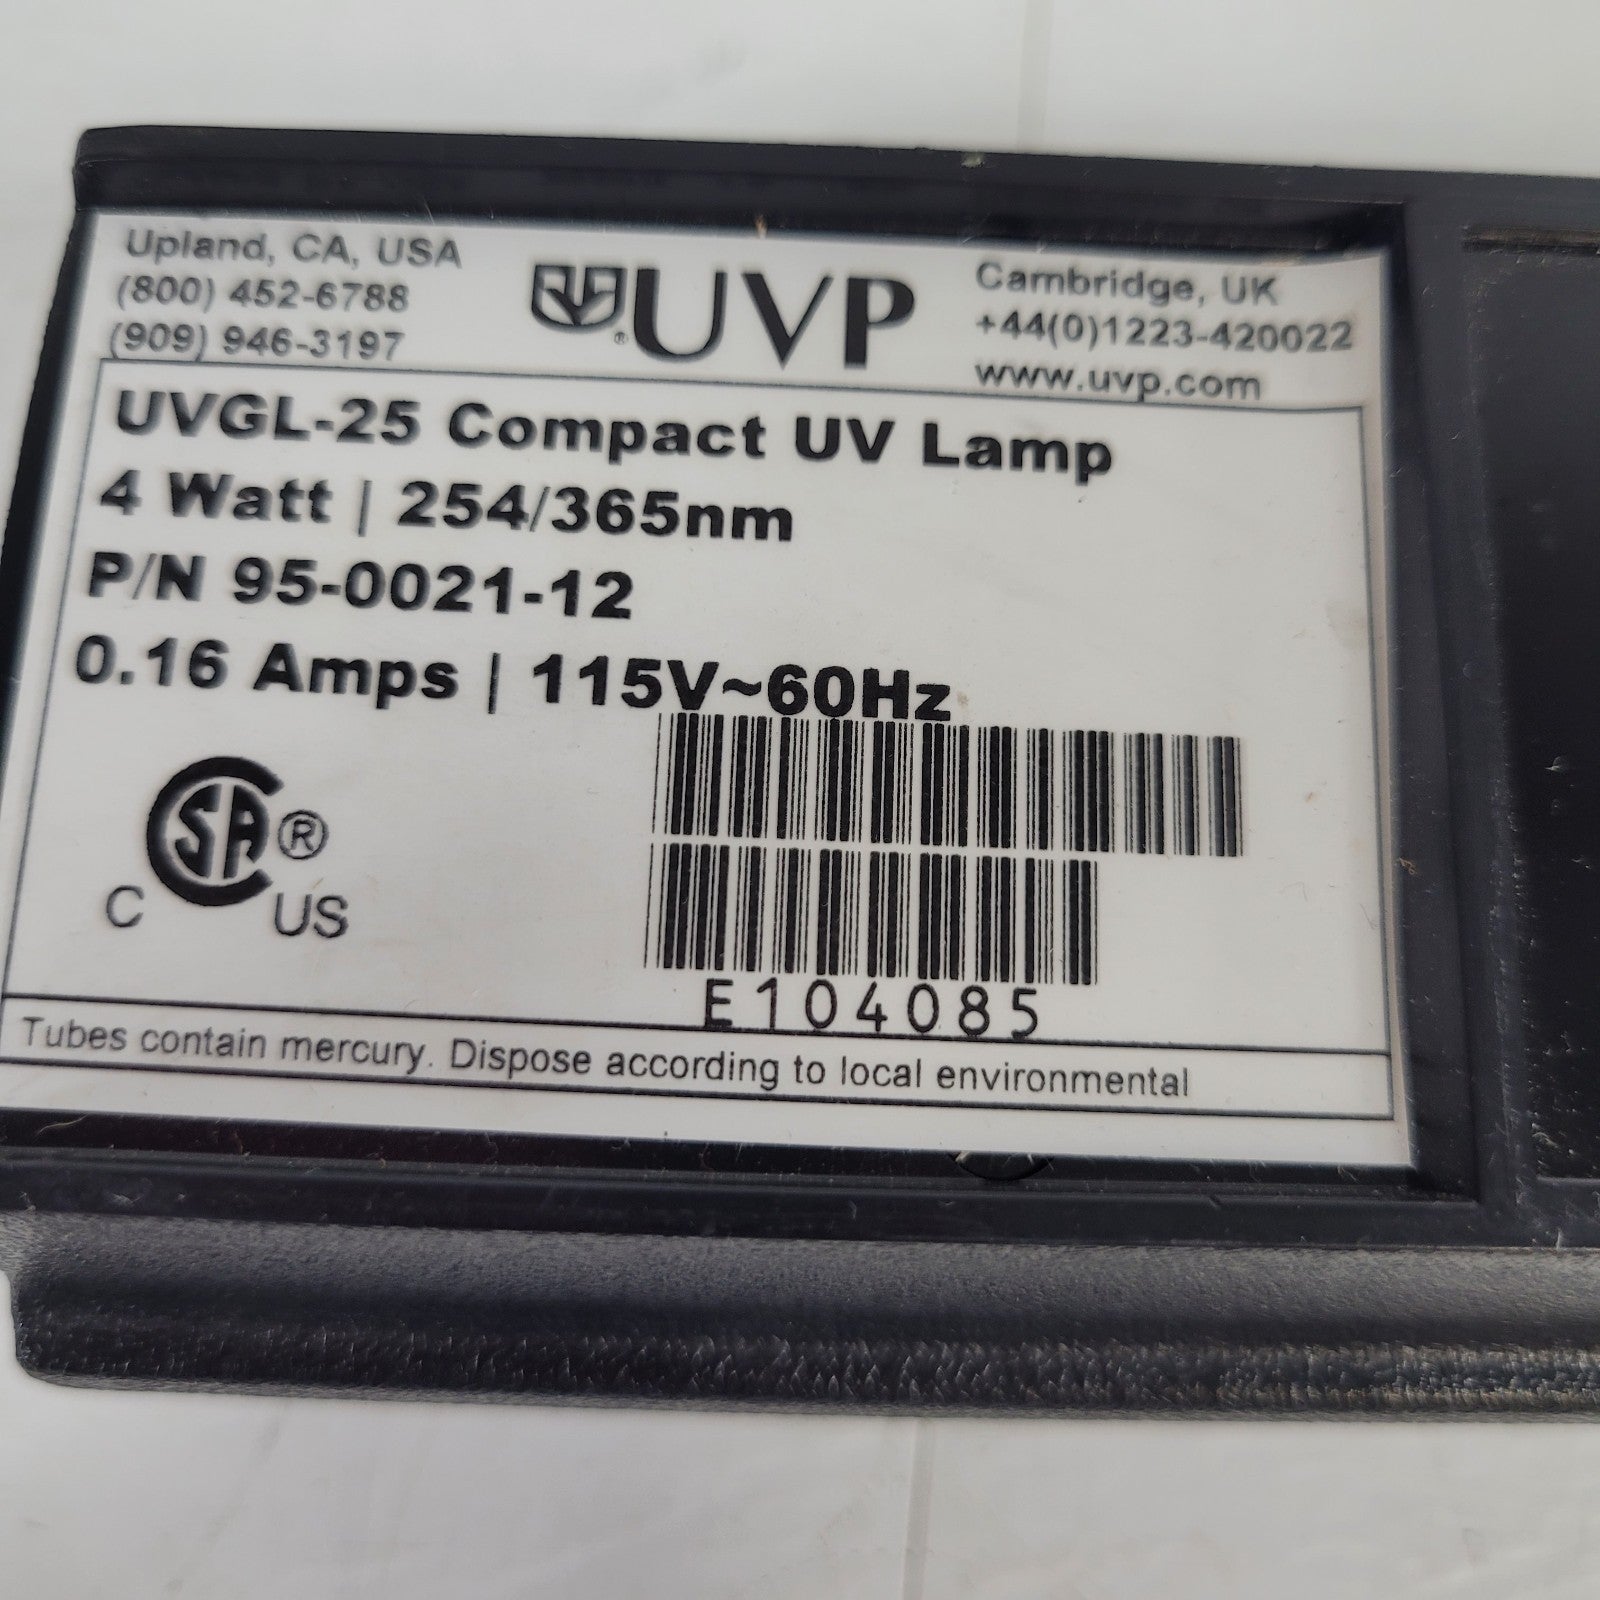 Upland, CA, USA
(800) 452-6788
(909) 946-3197
® UVP
Cambridge, UK
+44(0)1223-420022
www.uvp.com
UVGL-25 Compact UV Lamp
4 Watt | 254/365nm
P/N 95-0021-12
0.16 Amps | 115V~60Hz
SA ®
C US
E104085
Tubes contain mercury. Dispose according to local environmental